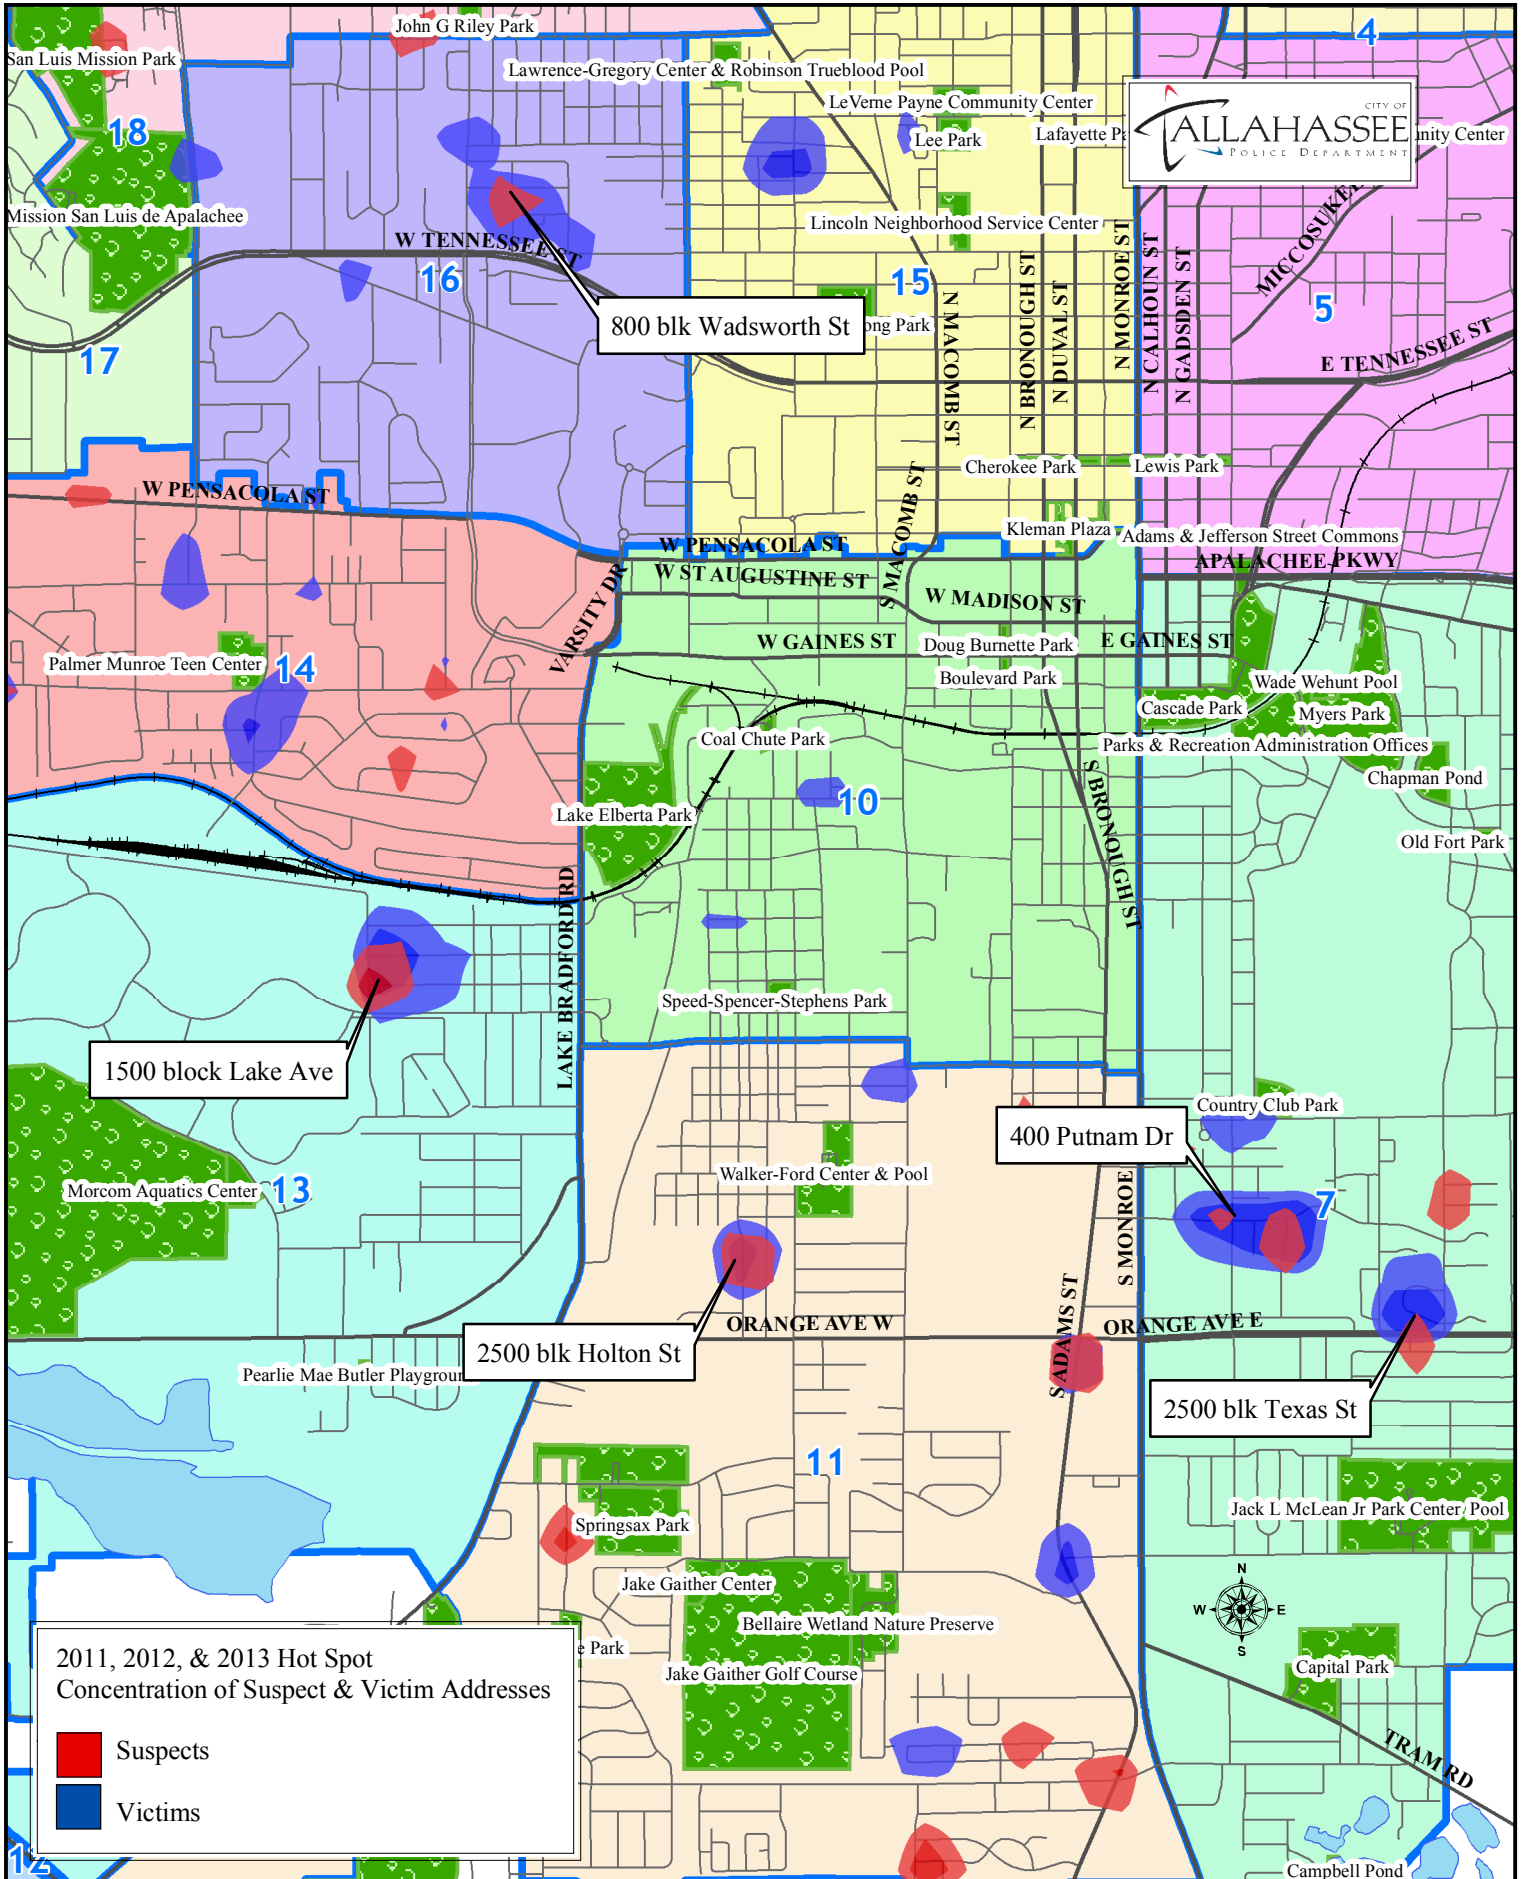 John G Riley Park
4
San Luis Mission Park
Lawrence-Gregory Center & Robinson Trueblood Pool
LeVerne Payne Community Center
CITY OF
TALLAHASSEE
POLICE DEPARTMENT
18
Lee Park
Lafayette Pa
nity Center
Mission San Luis de Apalachee
Lincoln Neighborhood Service Center
MICCOSUKEE
W TENNESSEE ST
16
15
5
N MACOMB ST
N BRONOUGH ST
N DUVAL ST
N MONROE ST
N CALHOUN ST
N GADSDEN ST
800 blk Wadsworth St
ong Park
E TENNESSEE ST
17
Cherokee Park
Lewis Park
W PENSACOLA ST
S MACOMB ST
Kleman Plaza
Adams & Jefferson Street Commons
W PENSACOLA ST
APALACHEE PKWY
W ST AUGUSTINE ST
W MADISON ST
VARSITY DR
W GAINES ST
Doug Burnette Park
E GAINES ST
Palmer Munroe Teen Center
14
Boulevard Park
Wade Wehunt Pool
Cascade Park
Myers Park
Coal Chute Park
Parks & Recreation Administration Offices
Chapman Pond
S BRONOUGH ST
10
Lake Elberta Park
Old Fort Park
LAKE BRADFORD RD
Speed-Spencer-Stephens Park
1500 block Lake Ave
Country Club Park
400 Putnam Dr
Walker-Ford Center & Pool
Morcom Aquatics Center
13
7
S MONROE
S ADAMS ST
ORANGE AVE W
ORANGE AVE E
2500 blk Holton St
Pearlie Mae Butler Playgroun
2500 blk Texas St
11
Jack L McLean Jr Park Center/Pool
Springsax Park
N
W
E
S
Jake Gaither Center
Bellaire Wetland Nature Preserve
e Park
Jake Gaither Golf Course
Capital Park
2011, 2012, & 2013 Hot Spot
Concentration of Suspect & Victim Addresses
Suspects
Victims
TRAM RD
12
Campbell Pond